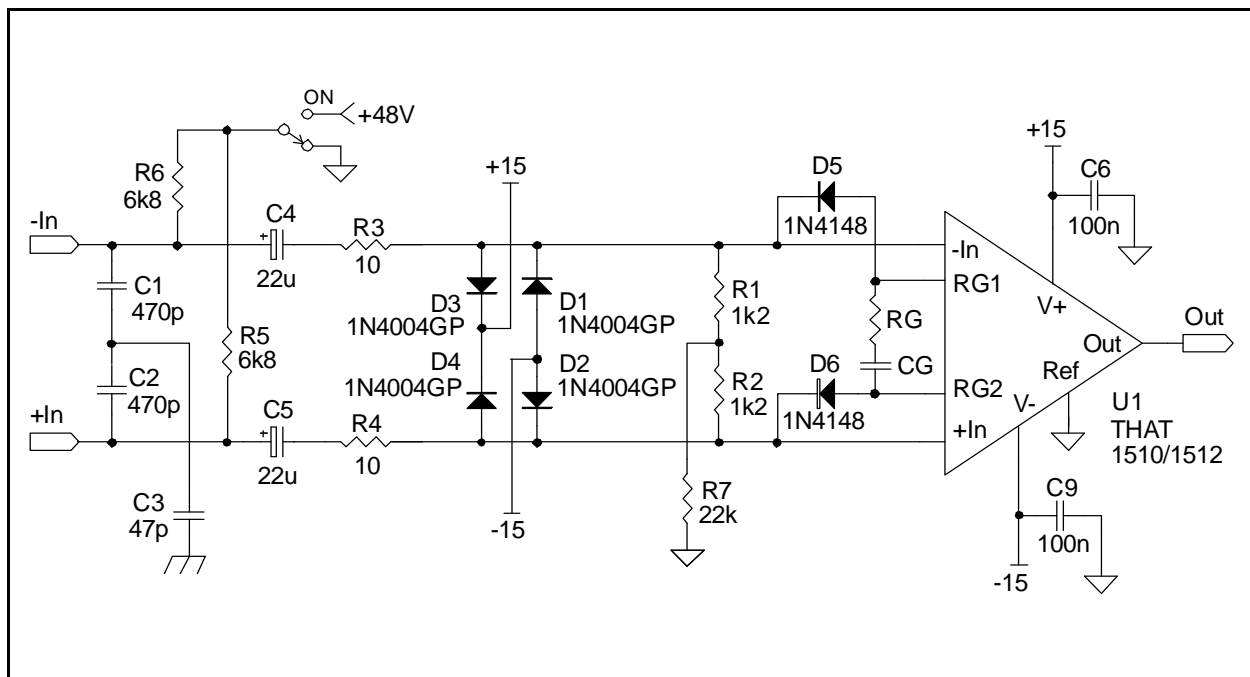 ON
+48V
R6
6k8
-In
C4
+
22u
R3
10
+15
D5
1N4148
+15
C6
100n
C1
470p
R5
6k8
D3
1N4004GP
D1
1N4004GP
R1
1k2
-In
RG1
RG
CG
V+
Out
Out
C2
470p
D4
1N4004GP
D2
1N4004GP
R2
1k2
D6
1N4148
RG2
+In
Ref
V-
U1
THAT
1510/1512
+In
C5
+
22u
R4
10
C3
47p
-15
R7
22k
C9
100n
-15